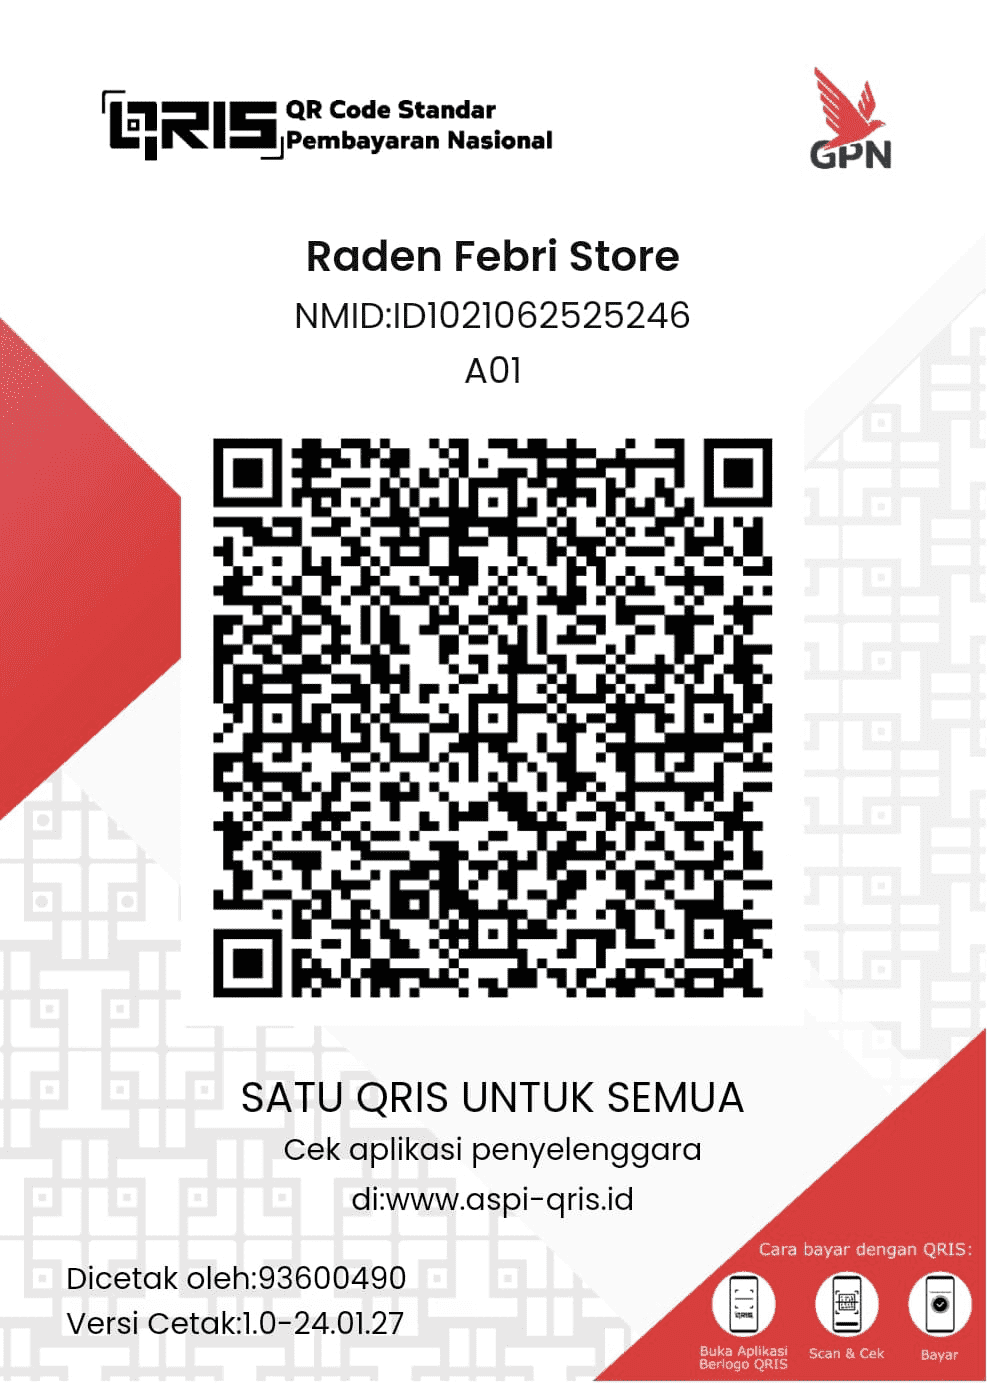 QRIS
QR Code Standar
Pembayaran Nasional
GPN
Raden Febri Store
NMID:ID1021062525246
A01
SATU QRIS UNTUK SEMUA
Cek aplikasi penyelenggara
di:www.aspi-qris.id
Dicetak oleh:93600490
Versi Cetak:1.0-24.01.27
Cara bayar dengan QRIS:
QRIS
Buka Aplikasi
Berlogo QRIS
Scan & Cek
Bayar